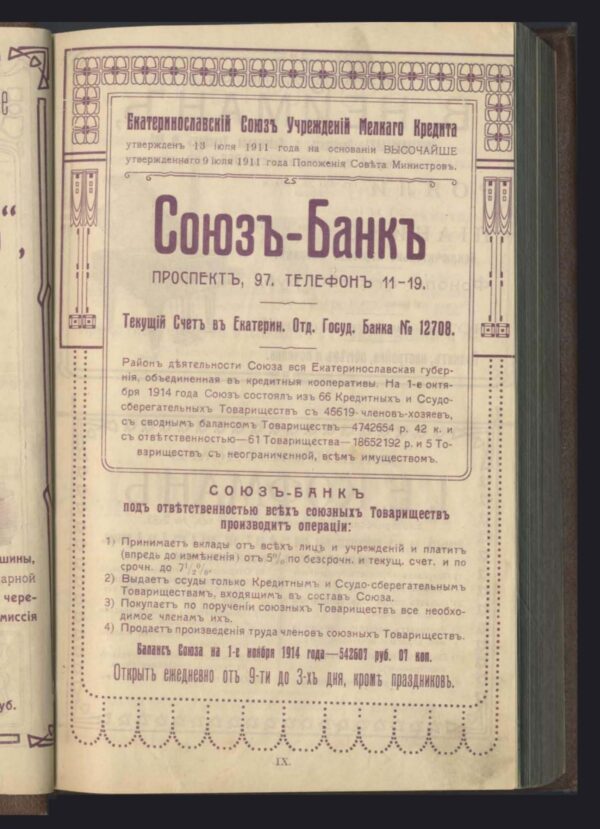 Екатеринославскій Союзъ Учрежденій Мелкаго Кредита
утвержден 13 іюля 1911 года на основаніи ВЫСОЧАЙШЕ
утвержденнаго 9 іюля 1911 года Положенія Совѣта Министров.
Союзъ-Банкъ
ПРОСПЕКТЪ, 97. ТЕЛЕФОНЪ 11-19.
Текущій Счетъ въ Екатерин. Отд. Госуд. Банка № 12708.
Районъ дѣятельности Союза вся Екатеринославская губер-
нія, объединенная въ кредитныя кооперативы. На 1-е октя-
бря 1914 года Союзъ состоялъ изъ 66 Кредитныхъ и Ссудо-
сберегательныхъ Товариществъ съ 46619 членовъ-хозяевъ,
съ сводным балансомъ Товариществъ—4742654 р. 42 к. и
съ отвѣтственностью—61 Товарищества—18652192 р. и 5 То-
вариществъ съ неограниченной, всѣмъ имуществомъ.
СОЮЗЪ-БАНКЪ
подъ отвѣтственностью всѣхъ союзныхъ Товариществъ
производит операціи:
1) Принимаетъ вклады отъ всѣхъ лицъ и учрежденій и платитъ
(впредь до измѣненія) отъ 5% по безсрочн. и текущ. счет. и по
срочн. до 7½%.
2) Выдаетъ ссуды только Кредитнымъ и Ссудо-сберегательнымъ
Товариществамъ, входящимъ въ составъ Союза.
3) Покупаетъ по порученію союзныхъ Товариществъ все необхо-
димое членамъ ихъ.
4) Продаетъ произведенія труда членовъ союзныхъ Товариществъ.
Балансъ Союза на 1-е ноября 1914 года—542607 руб. 07 коп.
Открытъ ежедневно отъ 9-ти до 3-хъ дня, кромѣ праздниковъ.
IX.
е
“
,
шины,
арной
чере-
миссія
уб.